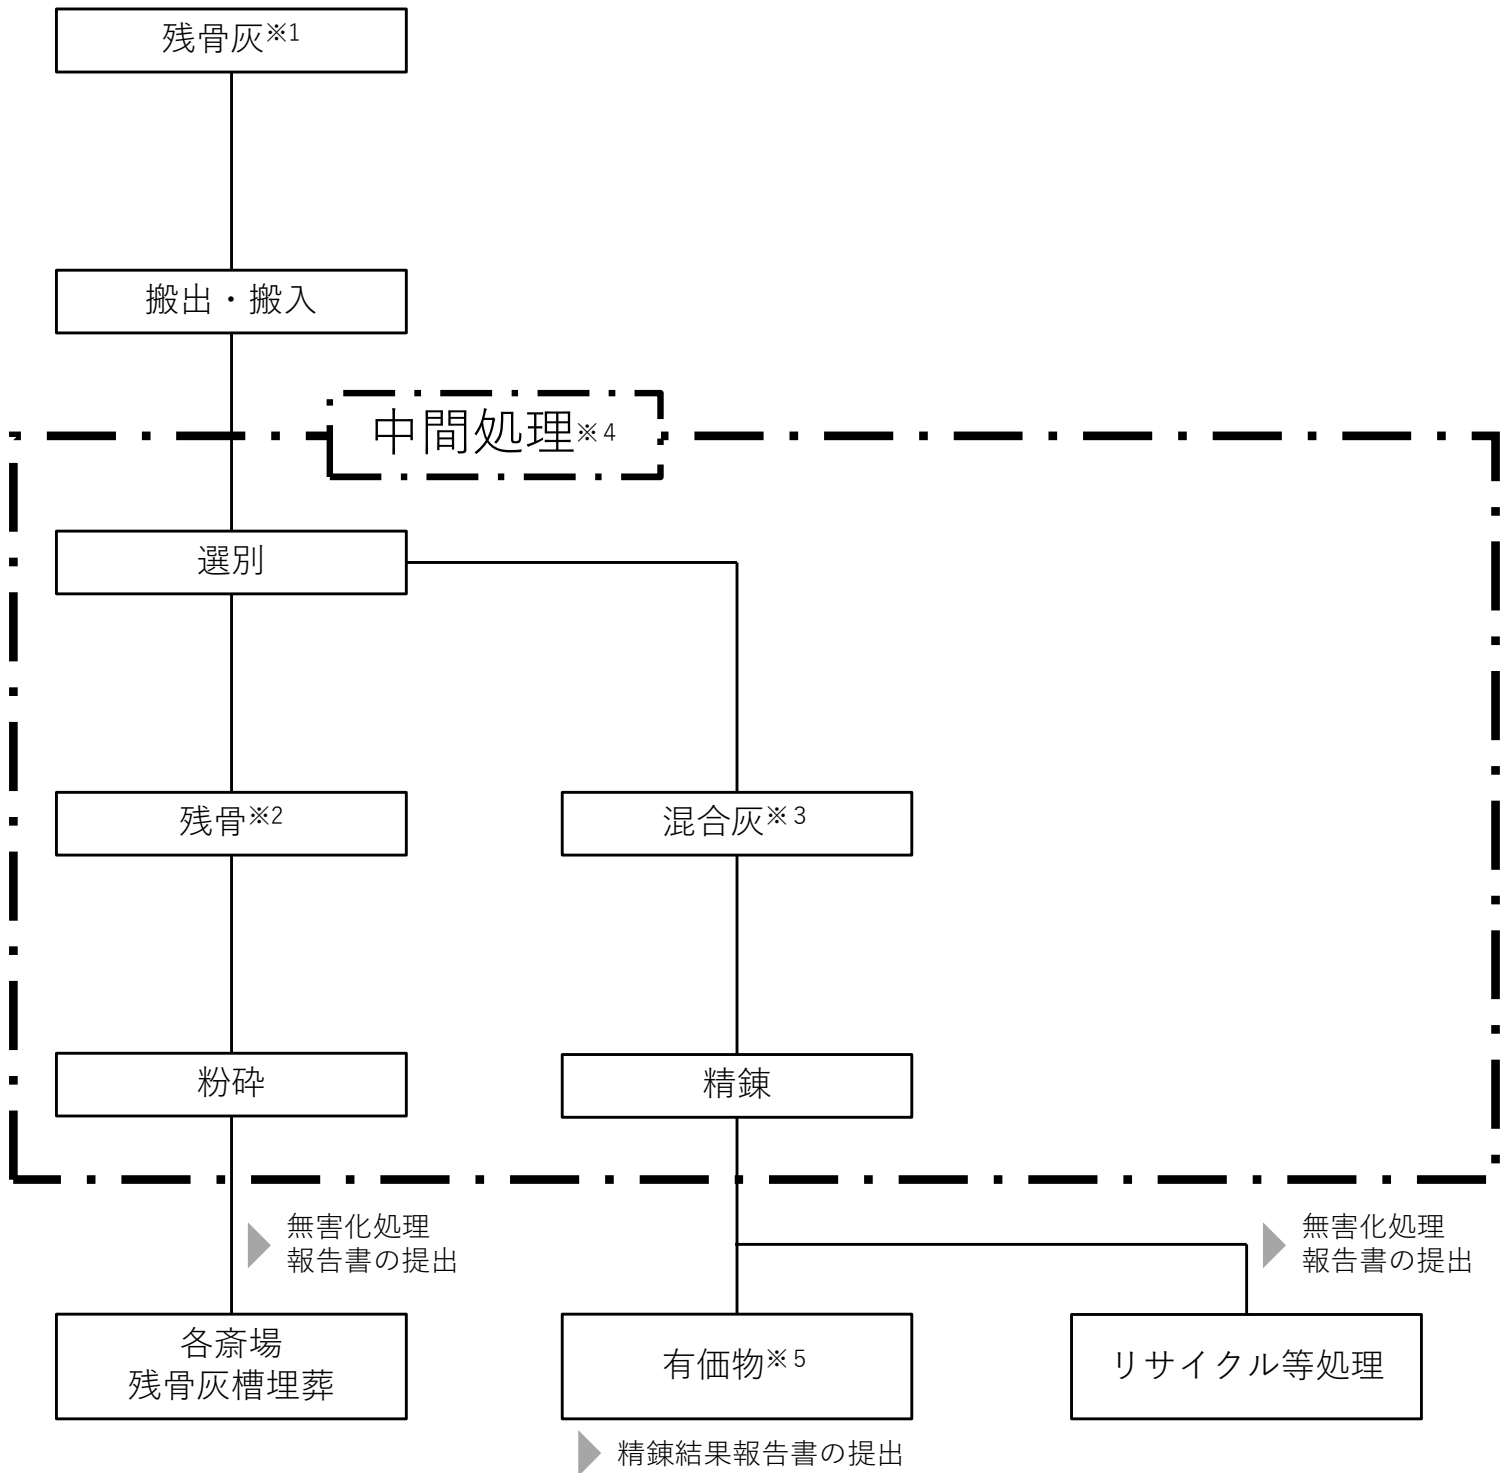 残骨灰※1
搬出・搬入
中間処理※4
選別
残骨※2
混合灰※3
粉砕
精錬
無害化処理
報告書の提出
無害化処理
報告書の提出
各斎場
残骨灰槽埋葬
有価物※5
リサイクル等処理
精錬結果報告書の提出